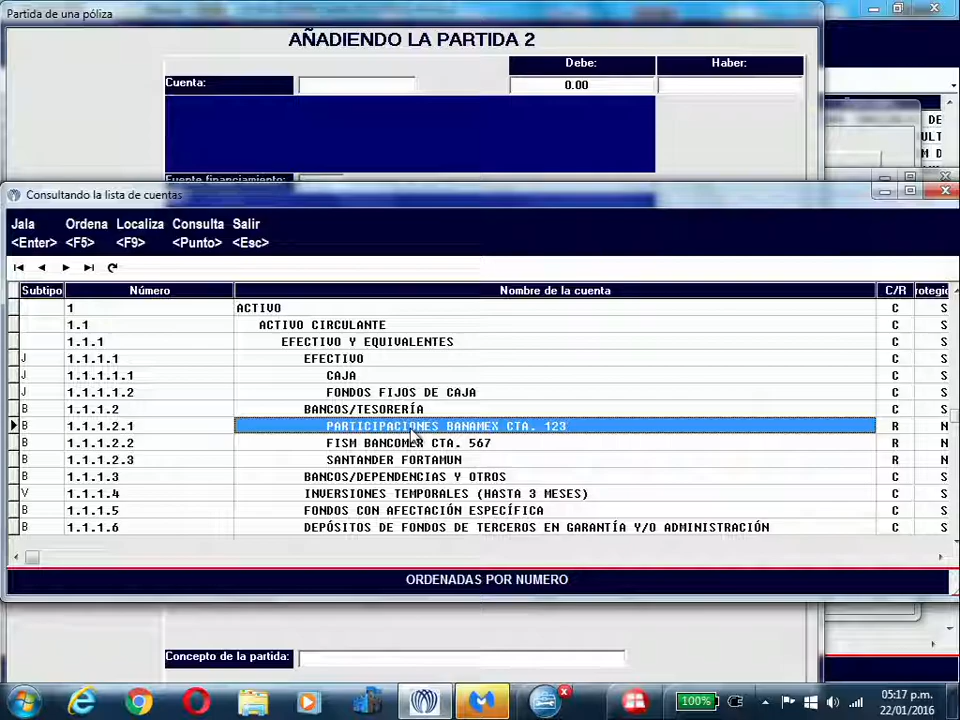 Partida de una póliza
AÑADIENDO LA PARTIDA 2
Debe: Haber:
Cuenta: 0.00
Fuente financiamiento:
Consultando la lista de cuentas
Jala Ordena Localiza Consulta Salir
<Enter> <F5> <F9> <Punto> <Esc>
Subtipo Número Nombre de la cuenta C/R
1 ACTIVO C S
1.1 ACTIVO CIRCULANTE C S
1.1.1 EFECTIVO Y EQUIVALENTES C S
J 1.1.1.1 EFECTIVO C S
J 1.1.1.1.1 CAJA C S
J 1.1.1.1.2 FONDOS FIJOS DE CAJA C S
B 1.1.1.2 BANCOS/TESORERÍA C S
B 1.1.1.2.1 PARTICIPACIONES BANAMEX CTA. 123 R N
B 1.1.1.2.2 FISM BANCOMER CTA. 567 R N
B 1.1.1.2.3 SANTANDER FORTAMUN R N
B 1.1.1.3 BANCOS/DEPENDENCIAS Y OTROS C S
V 1.1.1.4 INVERSIONES TEMPORALES (HASTA 3 MESES) C S
B 1.1.1.5 FONDOS CON AFECTACIÓN ESPECÍFICA C S
B 1.1.1.6 DEPÓSITOS DE FONDOS DE TERCEROS EN GARANTÍA Y/O ADMINISTRACIÓN C S
ORDENADAS POR NUMERO
Concepto de la partida:
100%
05:17 p.m.
22/01/2016